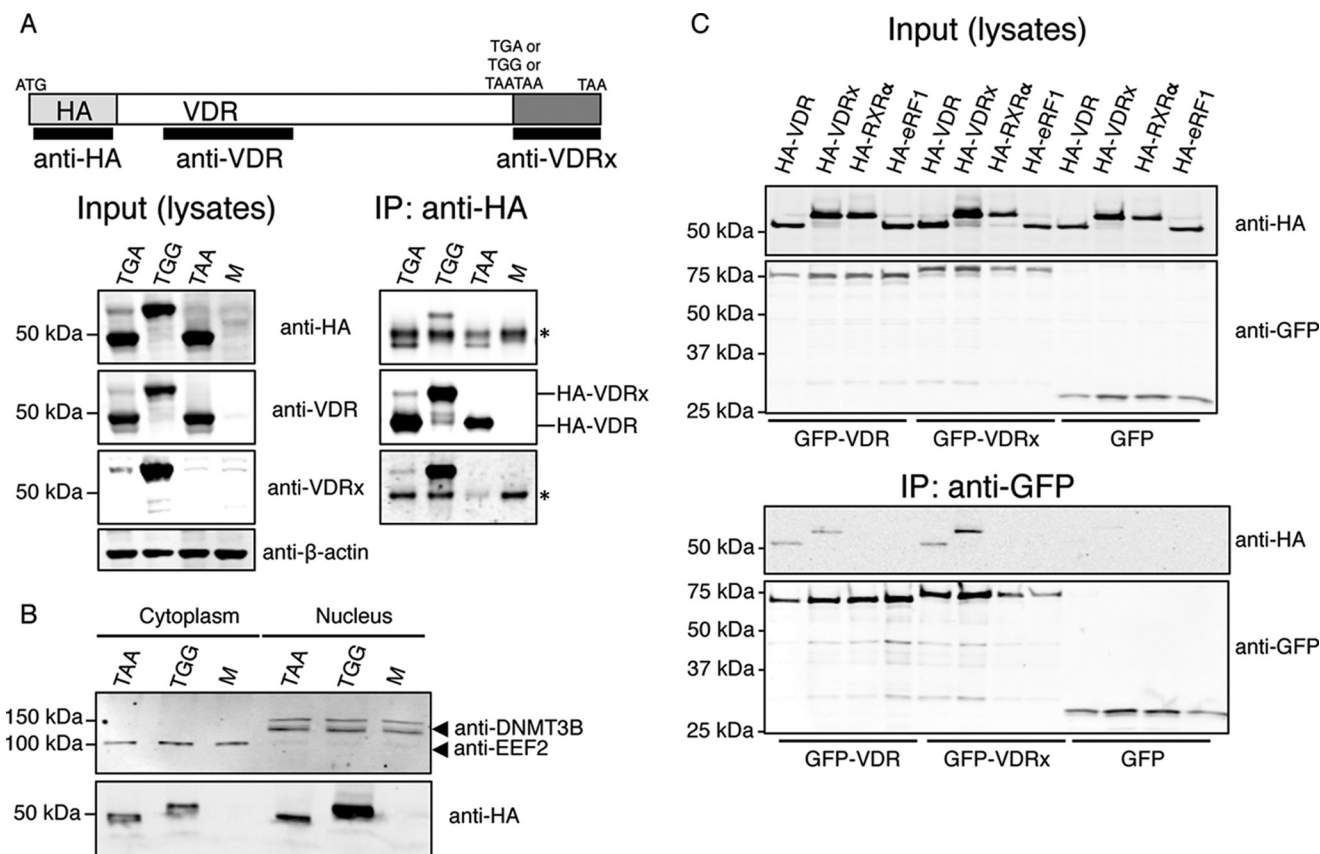 A
TGA or
TGG or
ATG TAATAA TAA
HA VDR
anti-HA anti-VDR anti-VDRx
Input (lysates) IP: anti-HA
TGA TGG TAA M TGA TGG TAA M
50 kDa anti-HA *
50 kDa anti-VDR HA-VDRx
HA-VDR
50 kDa anti-VDRx *
anti-β-actin
B
Cytoplasm Nucleus
TAA TGG M TAA TGG M
150 kDa anti-DNMT3B
100 kDa anti-EEF2
50 kDa anti-HA
C
Input (lysates)
HA-VDR HA-VDRx HA-RXRα HA-eRF1 HA-VDR HA-VDRx HA-RXRα HA-eRF1 HA-VDR HA-VDRx HA-RXRα HA-eRF1
50 kDa anti-HA
75 kDa
50 kDa anti-GFP
37 kDa
25 kDa
GFP-VDR GFP-VDRx GFP
IP: anti-GFP
50 kDa anti-HA
75 kDa
50 kDa anti-GFP
37 kDa
25 kDa
GFP-VDR GFP-VDRx GFP